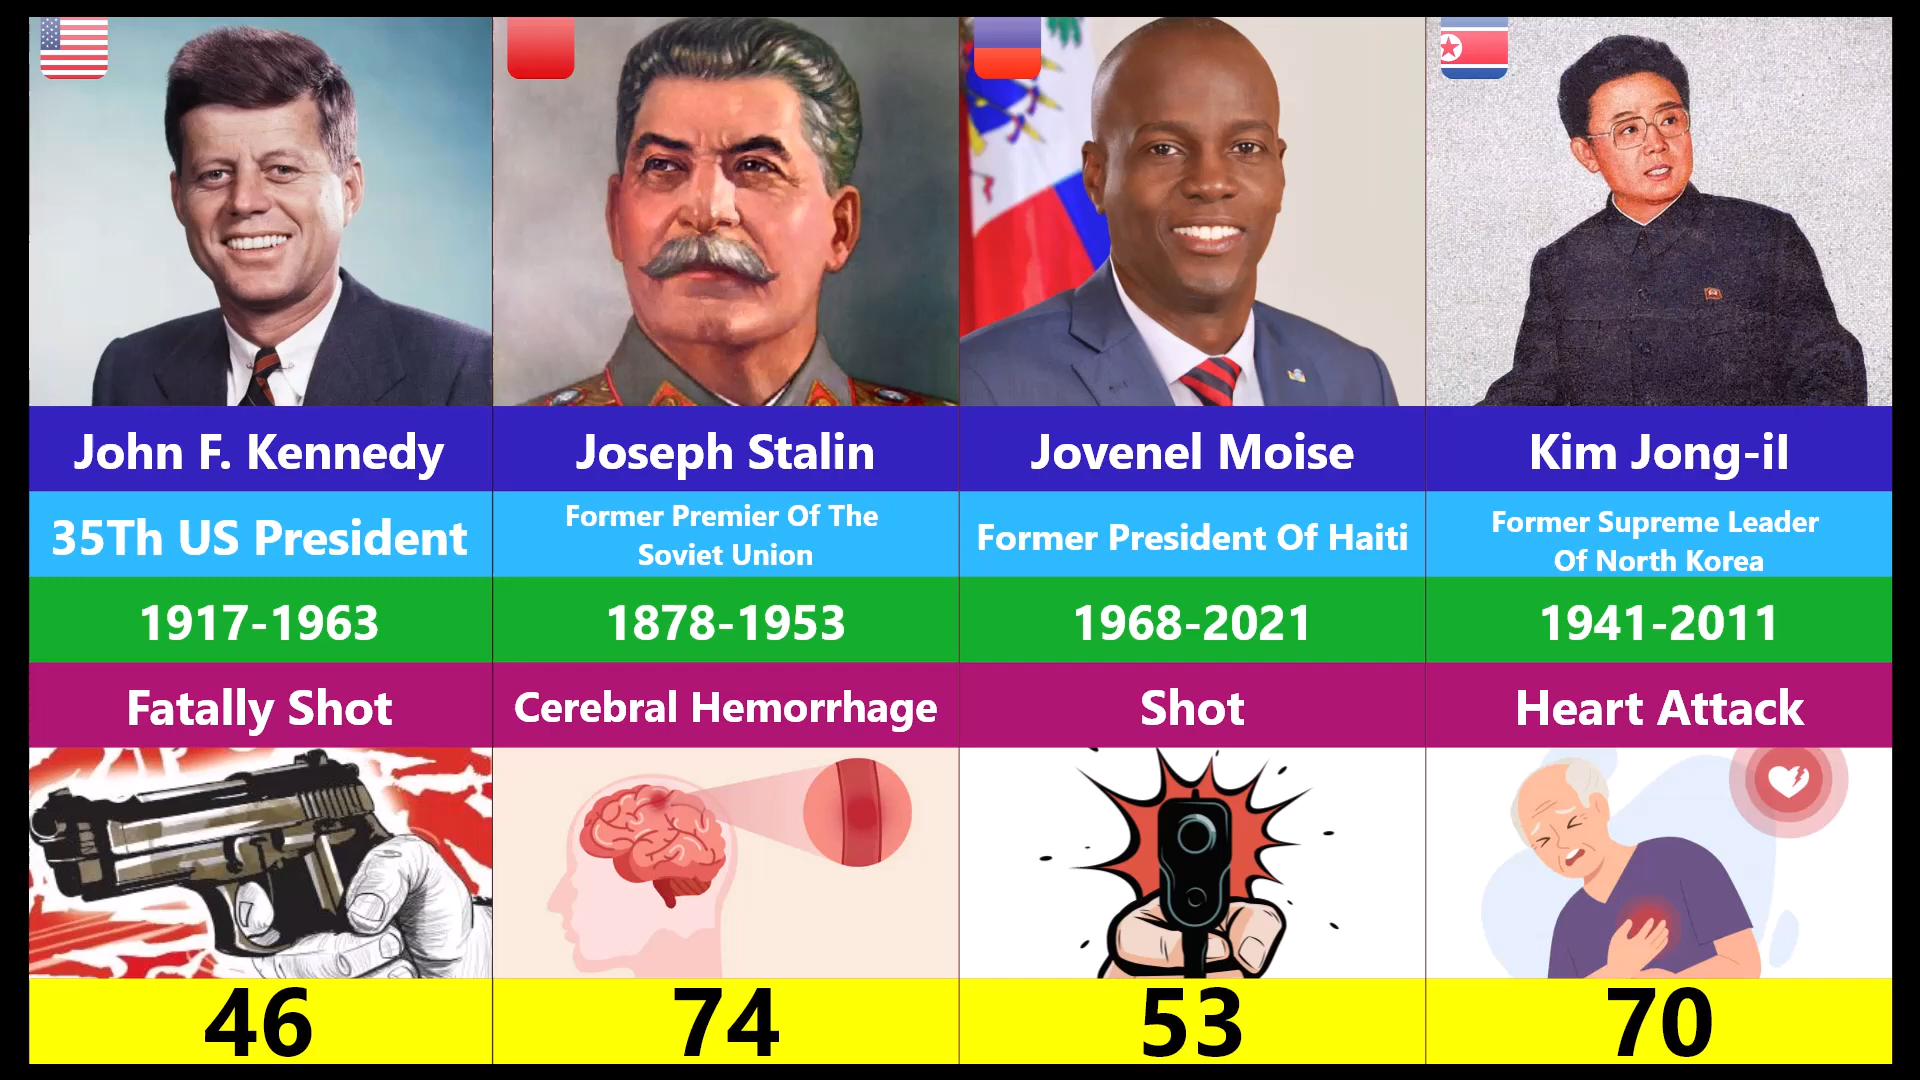 John F. Kennedy
Joseph Stalin
Jovenel Moise
Kim Jong-il
35Th US President
Former Premier Of The
Soviet Union
Former President Of Haiti
Former Supreme Leader
Of North Korea
1917-1963
1878-1953
1968-2021
1941-2011
Fatally Shot
Cerebral Hemorrhage
Shot
Heart Attack
46
74
53
70